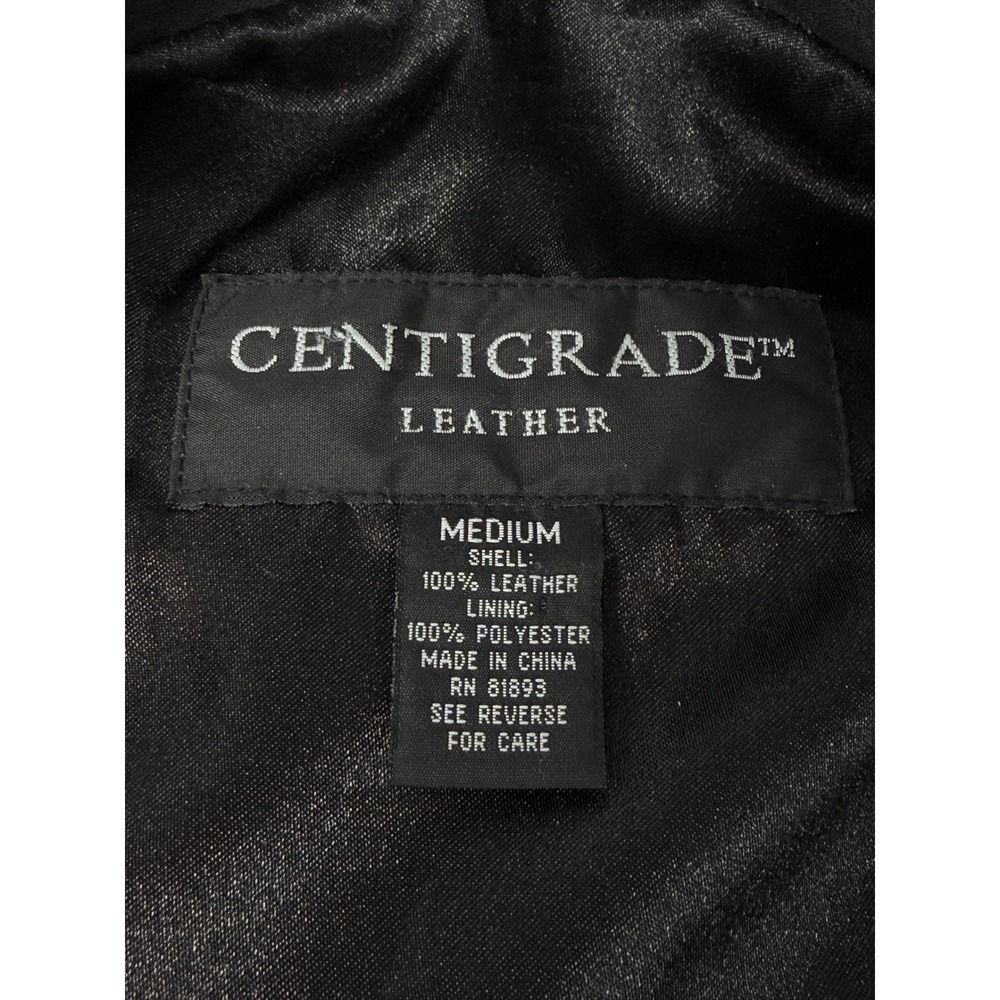 CENTIGRADE™
LEATHER
MEDIUM
SHELL:
100% LEATHER
LINING:
100% POLYESTER
MADE IN CHINA
RN 81893
SEE REVERSE
FOR CARE